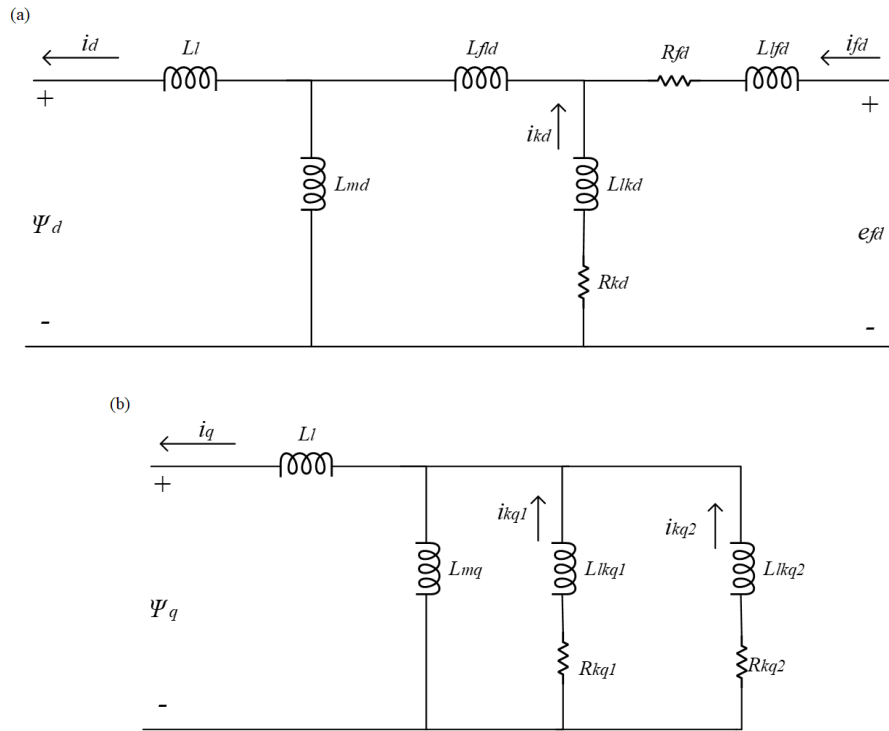 (a)
id Ll Lfld Rfd Llfd ifd
+ +
ikd
Lmd Llkd
Ψd efd
Rkd
- -
(b)
iq Ll
+
ikq1 ikq2
Lmq Llkq1 Llkq2
Ψq
Rkq1 Rkq2
-